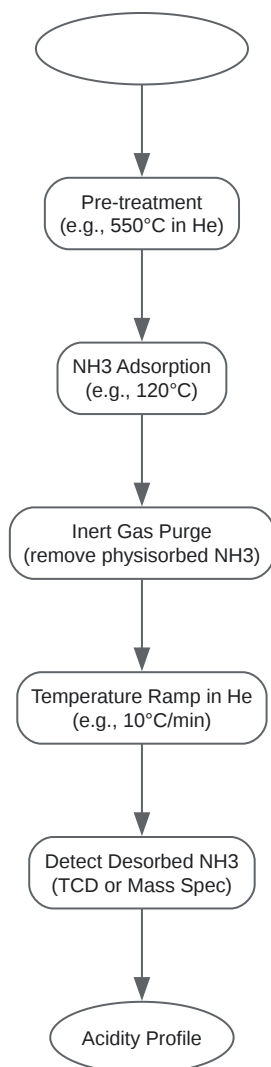 Pre-treatment
(e.g., 550°C in He)
NH3 Adsorption
(e.g., 120°C)
Inert Gas Purge
(remove physisorbed NH3)
Temperature Ramp in He
(e.g., 10°C/min)
Detect Desorbed NH3
(TCD or Mass Spec)
Acidity Profile